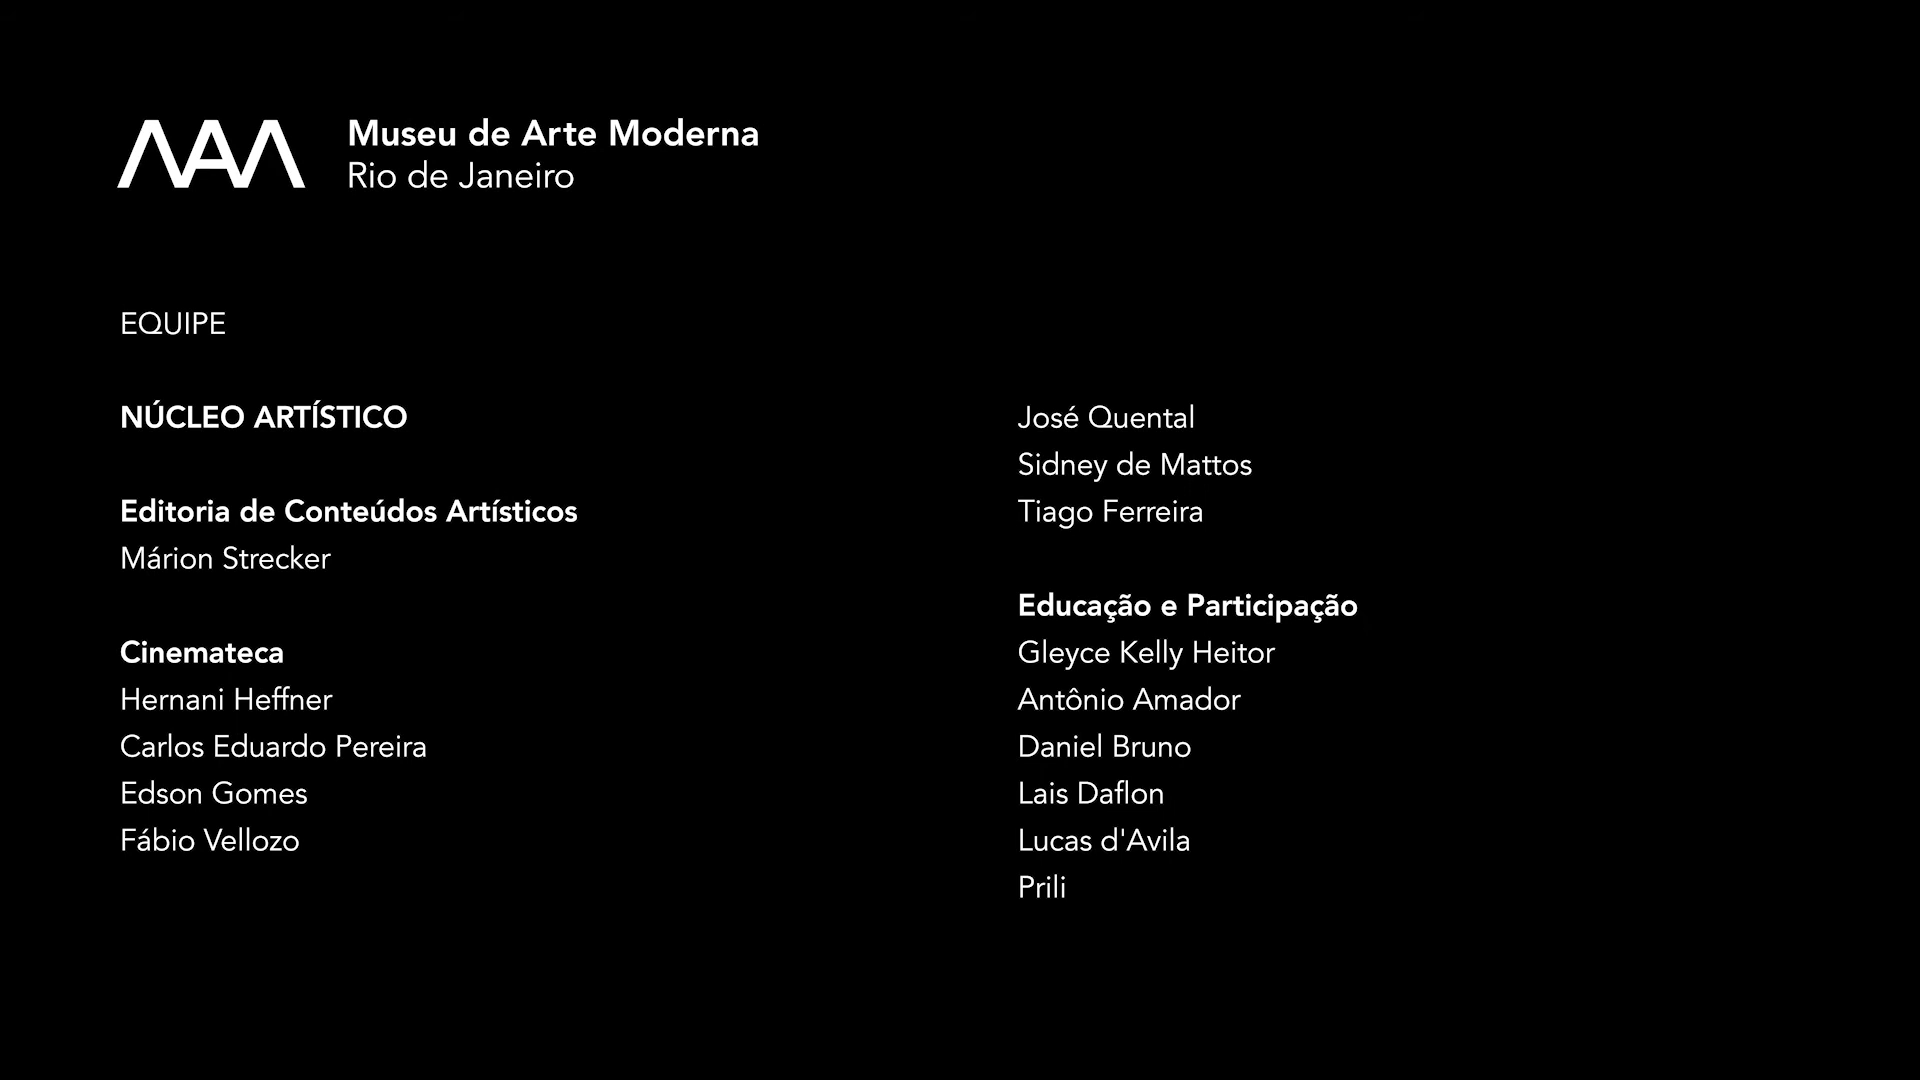 MAM
Museu de Arte Moderna
Rio de Janeiro
EQUIPE
NÚCLEO ARTÍSTICO
Editoria de Conteúdos Artísticos
Márion Strecker
Cinemateca
Hernani Heffner
Carlos Eduardo Pereira
Edson Gomes
Fábio Vellozo
José Quental
Sidney de Mattos
Tiago Ferreira
Educação e Participação
Gleyce Kelly Heitor
Antônio Amador
Daniel Bruno
Lais Daflon
Lucas d'Avila
Prili